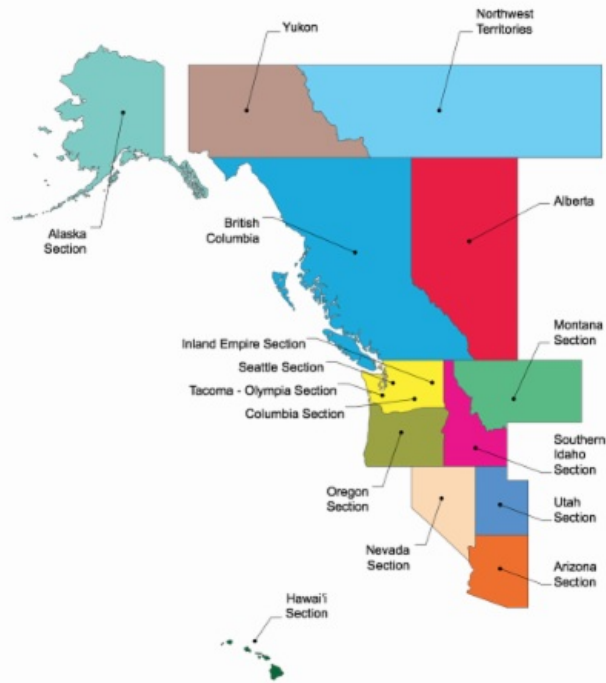 Yukon
Northwest
Territories
Alaska
Section
British
Columbia
Alberta
Inland Empire Section
Seattle Section
Tacoma - Olympia Section
Columbia Section
Montana
Section
Southern
Idaho
Section
Oregon
Section
Utah
Section
Nevada
Section
Arizona
Section
Hawai'i
Section